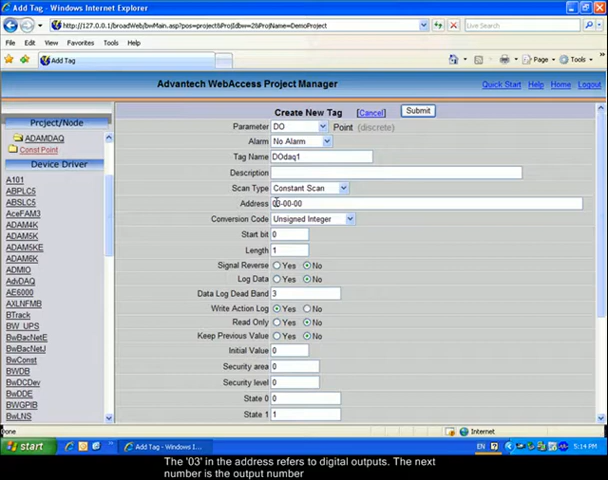 Add Tag - Windows Internet Explorer
http://127.0.0.1/broadWeb/bwMain.asp?pos=project
Live Search
File Edit View Favorites Tools Help
Add Tag
Page Tools
Advantech WebAccess Project Manager
Quick Start Help Home Logout
Project/Node
ADAMDAQ
Const Point
Device Driver
A101
ABPLC5
ABSLC5
AceFAM3
ADAM4K
ADAM5K
ADAM5KE
ADAM6K
ADMIO
AdvDAQ
AE6000
AXLNFMB
BTrack
BW_UPS
BwBacNetE
BwBacNetJ
BwConst
BWDB
BwDCDev
BwDDE
BWGPIB
BwLNS
Create New Tag [Cancel] Submit
Parameter DO Point (discrete)
Alarm No Alarm
Tag Name DOdaq1
Description
Scan Type Constant Scan
Address 03-00-00
Conversion Code Unsigned Integer
Start bit 0
Length 1
Signal Reverse Yes No
Log Data Yes No
Data Log Dead Band 3
Write Action Log Yes No
Read Only Yes No
Keep Previous Value Yes No
Initial Value 0
Security area 0
Security level 0
State 0 0
State 1 1
Internet
start
Add Tag - Windows I...
EN
5:14 PM
The '03' in the address refers to digital outputs. The next
number is the output number